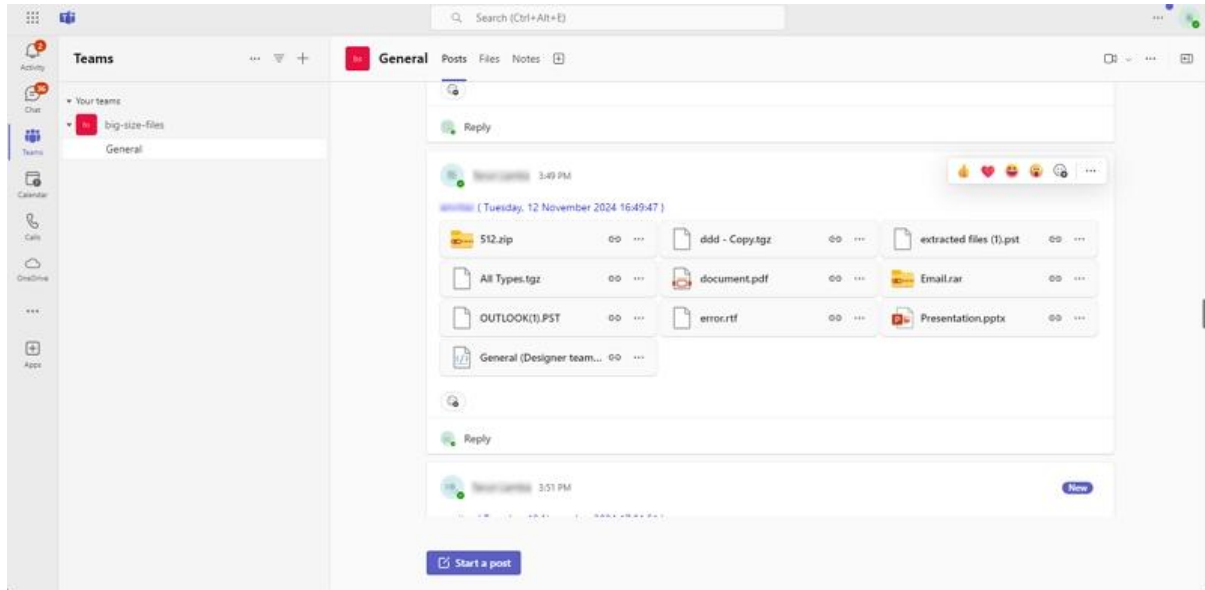 Search (Ctrl+Alt+E)
2
Activity
Teams
General Posts Files Notes
Chat
Your teams
big-size-files
General
Teams
Calendar
Calls
OneDrive
Apps
Reply
3:49 PM
( Tuesday, 12 November 2024 16:49:47 )
512.zip
ddd - Copy.tgz
extracted files (1).pst
All Types.tgz
document.pdf
Email.rar
OUTLOOK(1).PST
error.rtf
Presentation.pptx
General (Designer team...
Reply
3:51 PM
New
Start a post